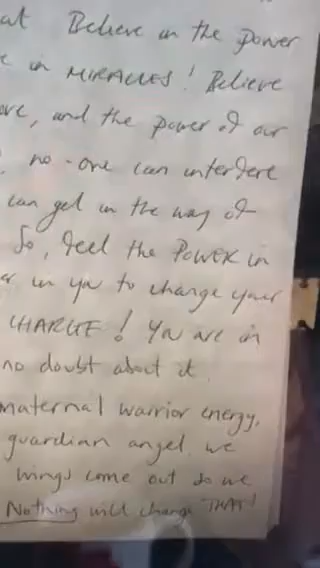 at Believe in the power
in MIRACLES! Believe
ove, and the power of our
no-one can interfere
can get in the way of
So, feel the POWER in
in you to change your
CHARGE! You are in
no doubt about it.
maternal warrior energy,
guardian angel. we
wings come out so we
Nothing will change THAT!